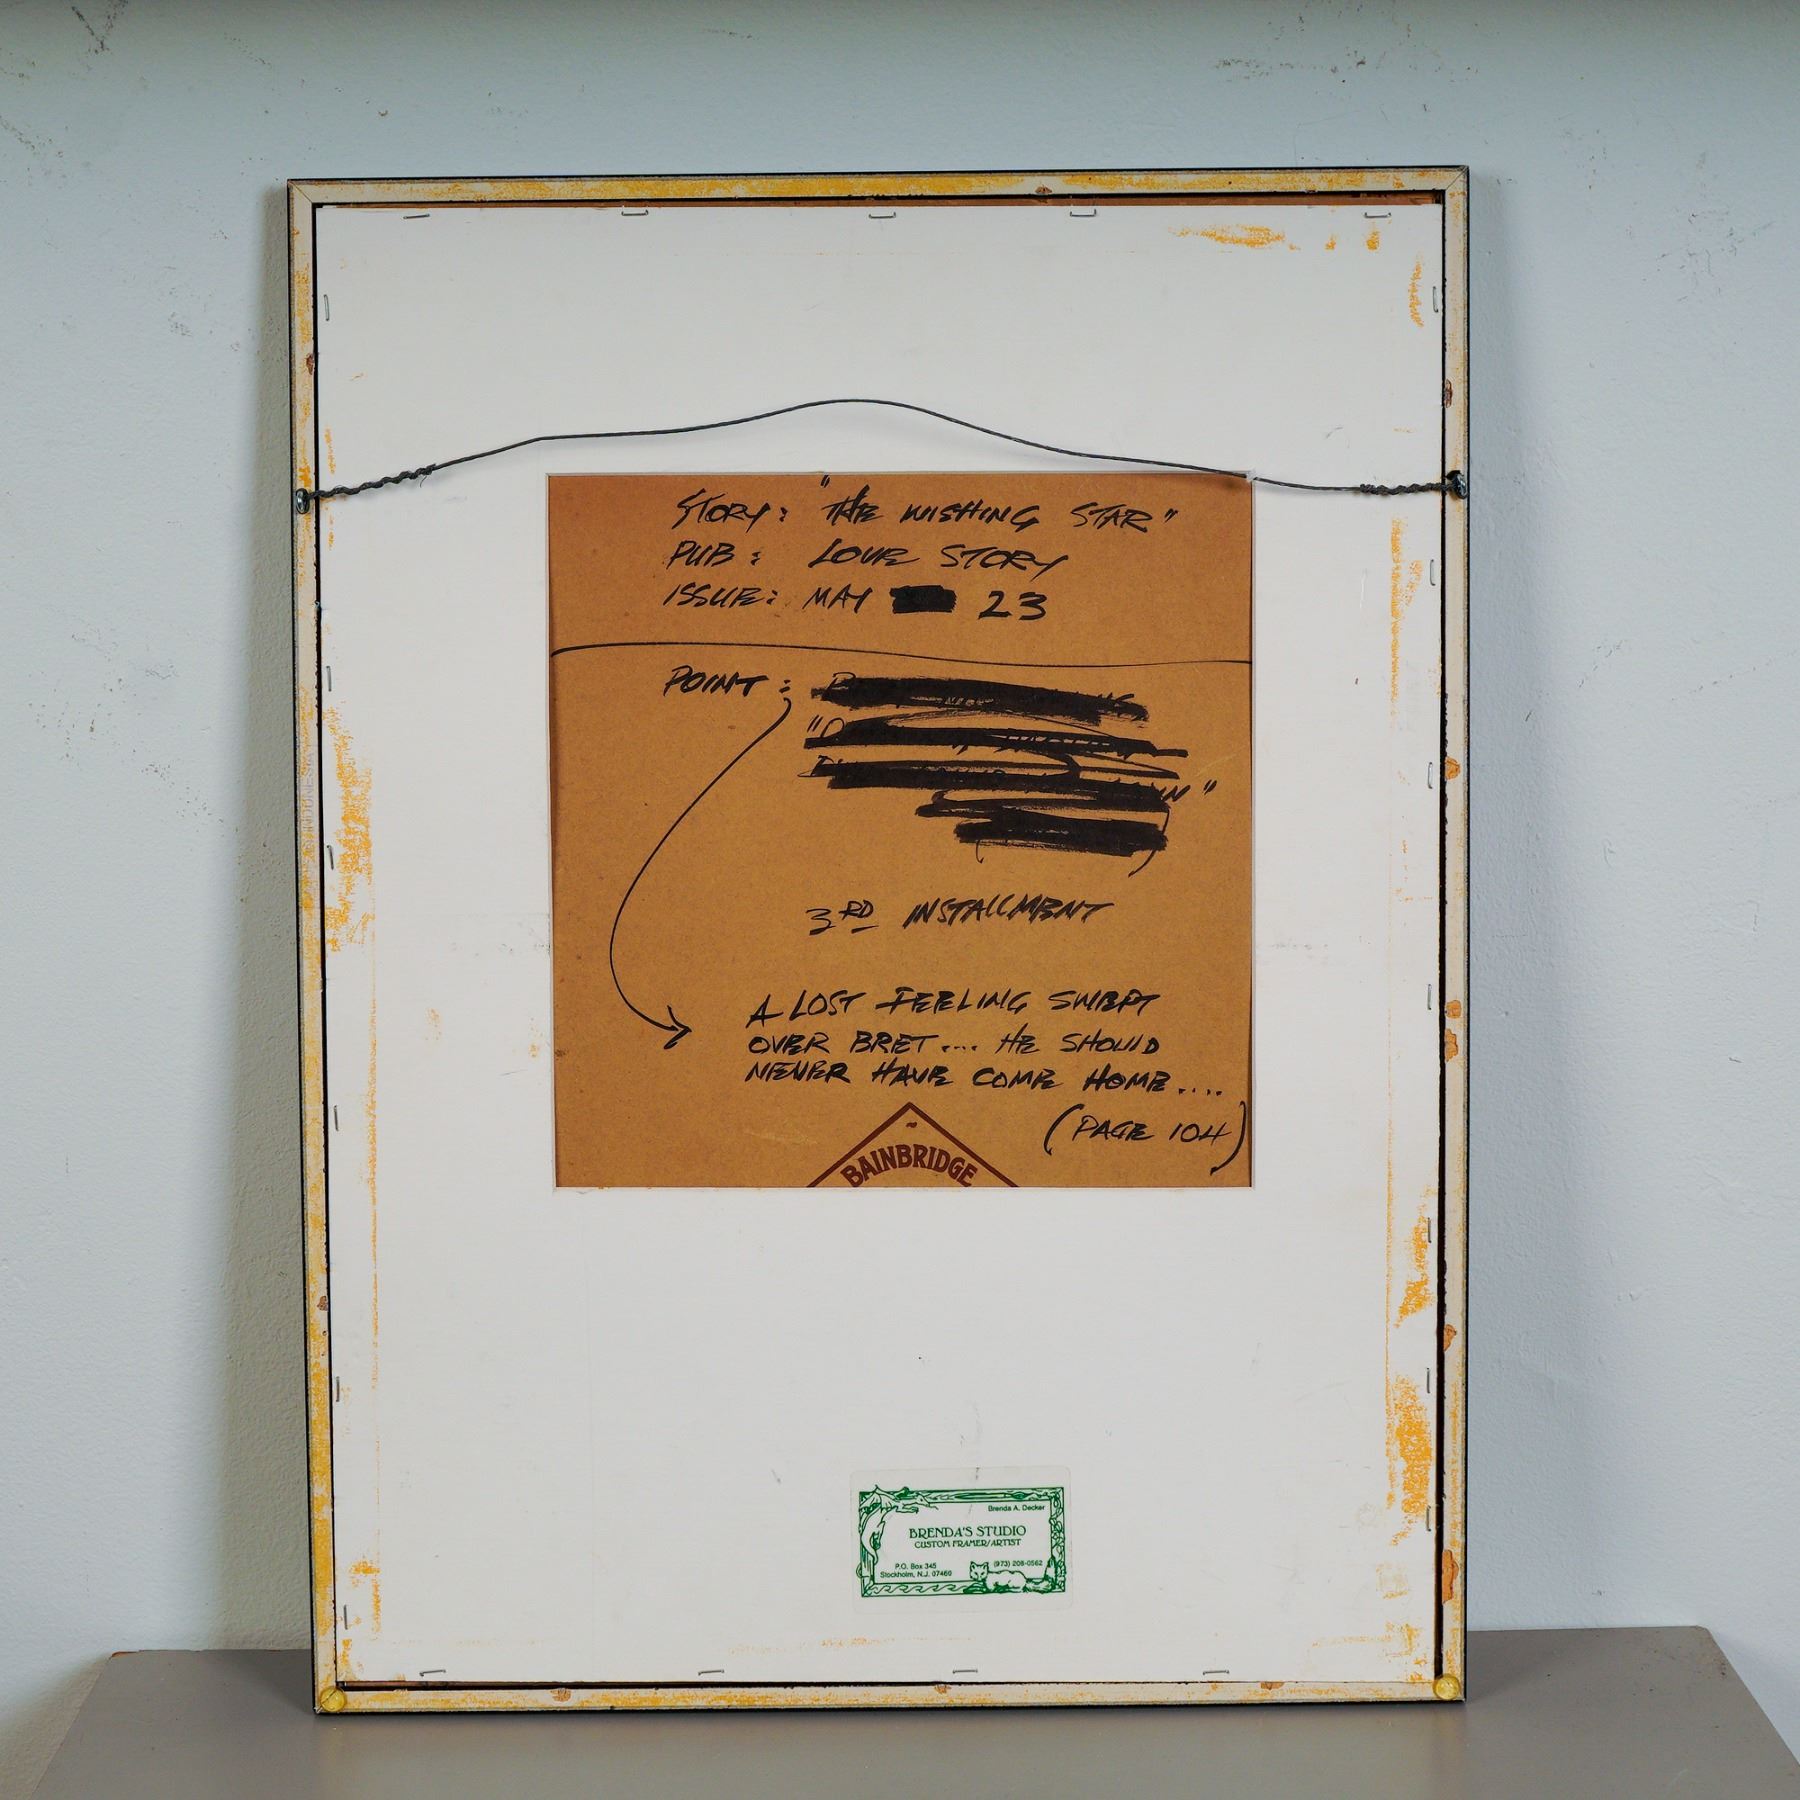 STORY: "THE WISHING STAR"
PUB: LOVE STORY
ISSUE: MAY 23
POINT:
3RD INSTALLMENT
A LOST FEELING SWEPT
OVER BRET.... HE SHOULD
NEVER HAVE COME HOME....
(PAGE 104)
BAINBRIDGE
Brenda A. Decker
BRENDA'S STUDIO
CUSTOM FRAMER/ARTIST
P.O. Box 345 (973) 208-0562
Stockholm, N.J. 07460